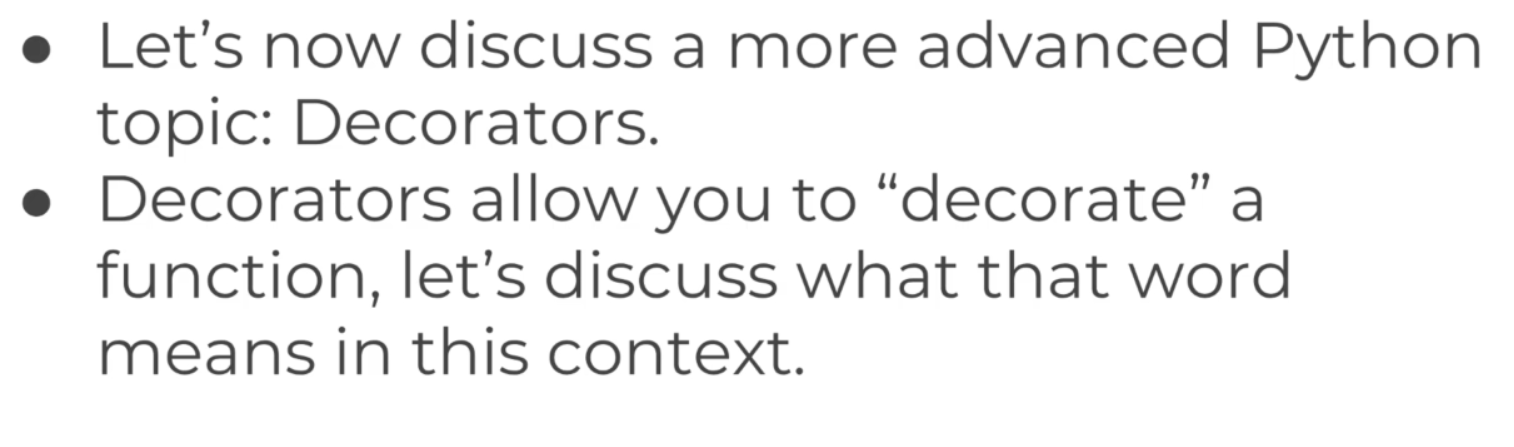 ● Let’s now discuss a more advanced Python
topic: Decorators.
● Decorators allow you to “decorate” a
function, let’s discuss what that word
means in this context.